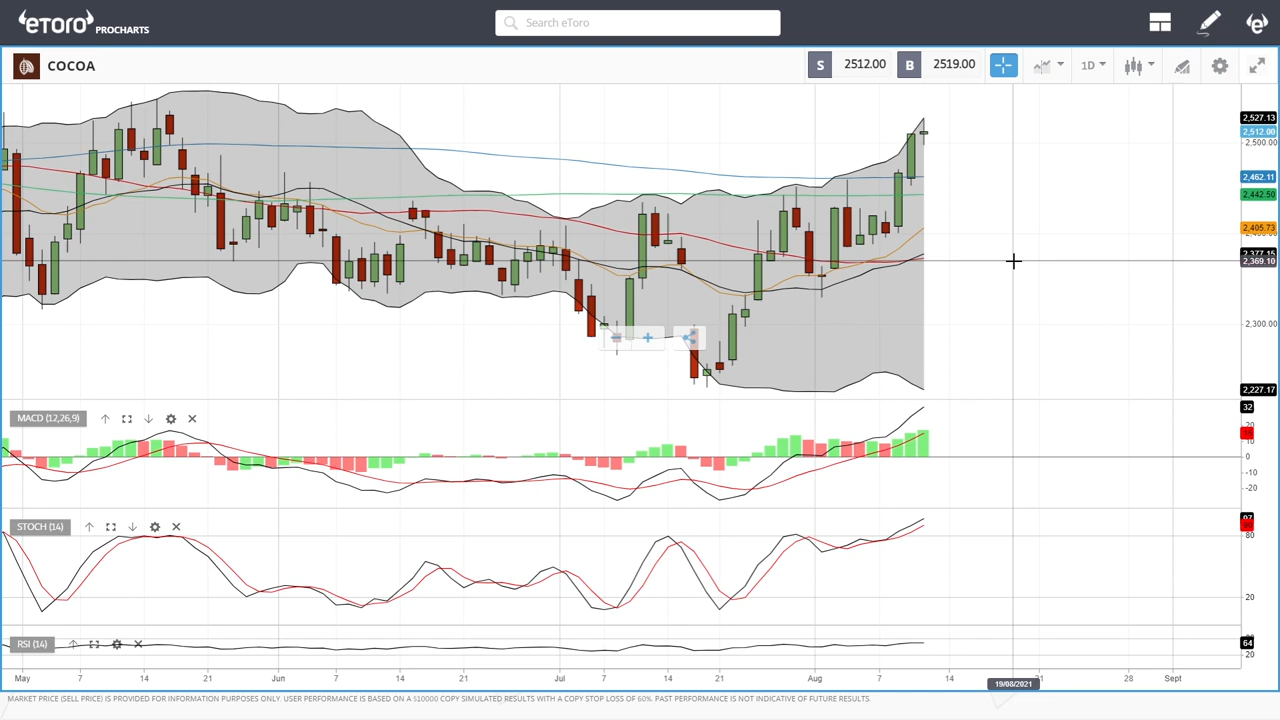 eToro PROCHARTS
Search eToro
COCOA
S 2512.00 B 2519.00
1D
2,527.13
2,512.00
2,500.00
2,462.11
2,442.50
2,405.73
2,369.10
2,300.00
2,227.17
MACD (12,26,9)
32
20
0
-10
-20
STOCH (14)
97
80
20
RSI (14)
64
20
May 7 14 21 Jun 7 14 21 Jul 7 14 21 Aug 7 14 21 28 Sept
19/08/2021
MARKET PRICE (SELL PRICE) IS PROVIDED FOR INFORMATION PURPOSES ONLY. USER PERFORMANCE IS BASED ON A $10000 COPY SIMULATED RESULTS WITH A COPY STOP LOSS OF 60%. PAST PERFORMANCE IS NOT INDICATIVE OF FUTURE RESULTS.